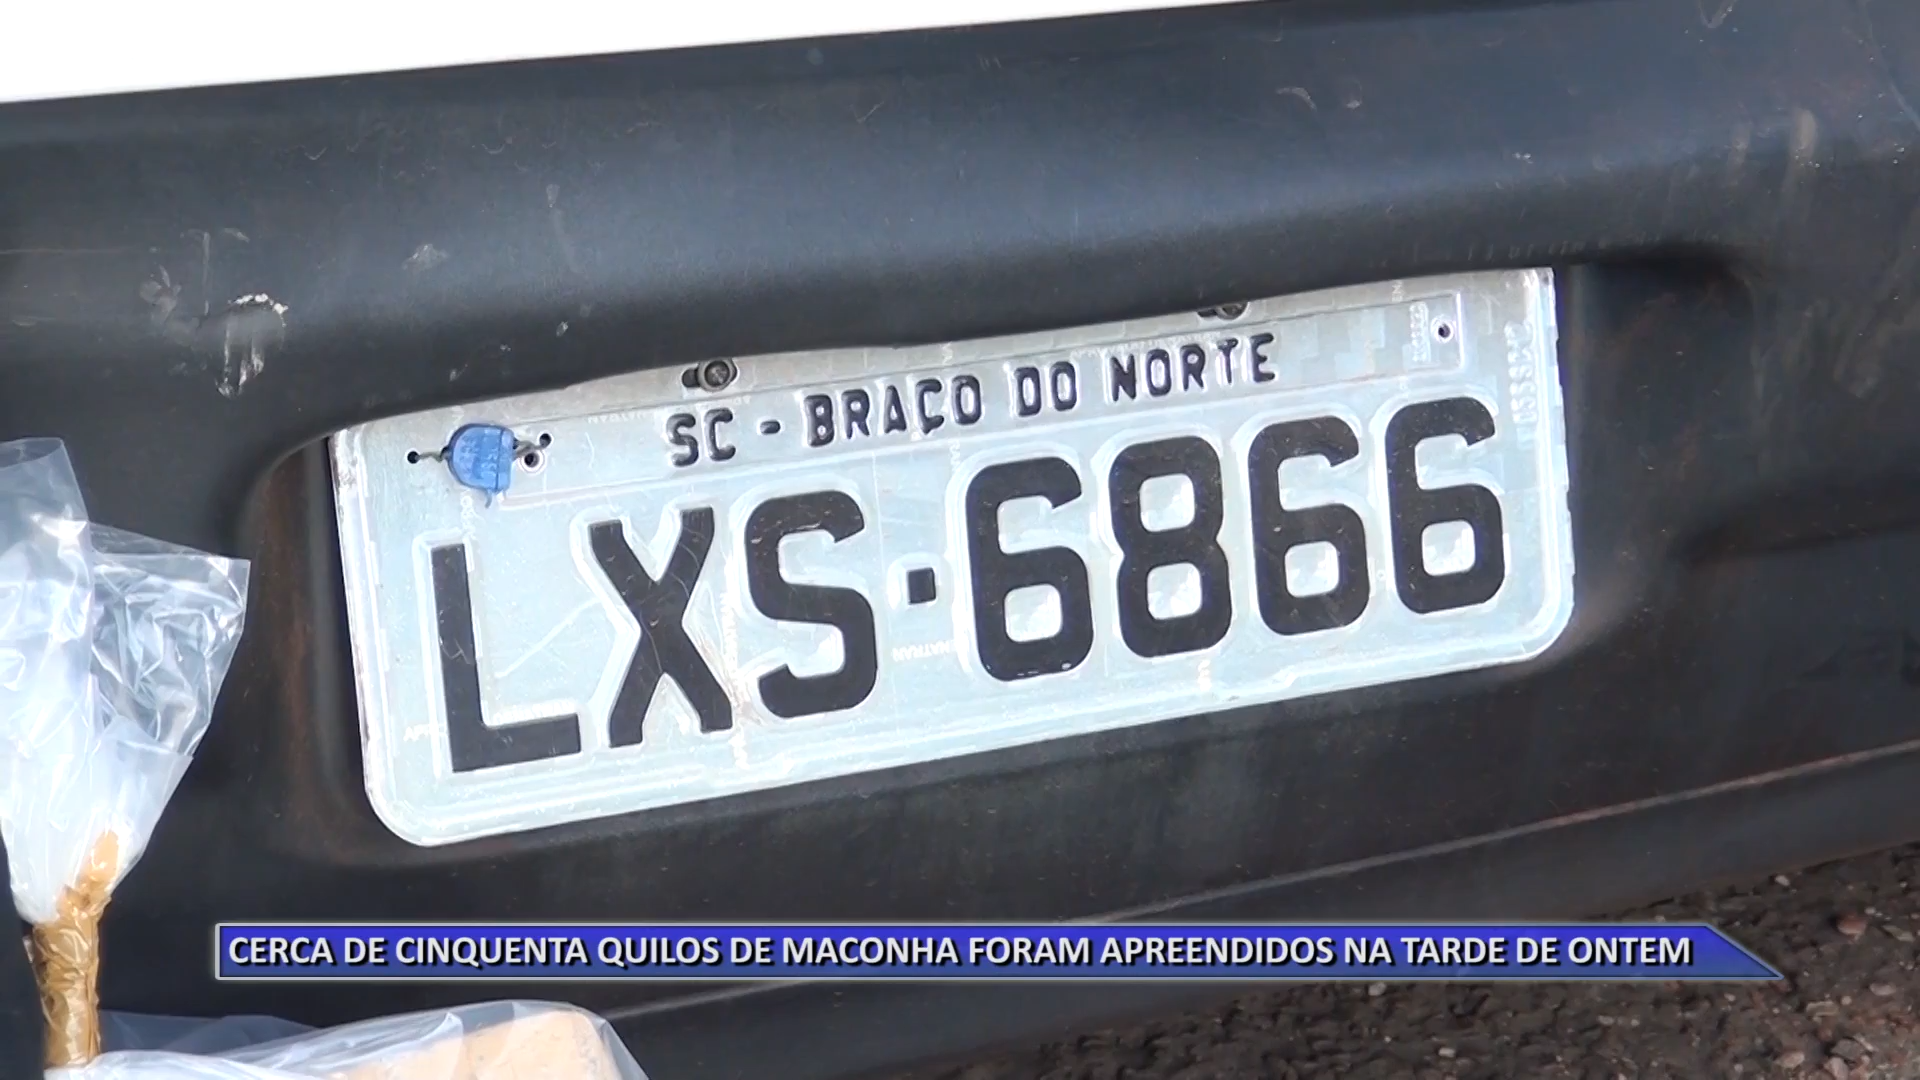 SC - BRAÇO DO NORTE
LXS·6866
CERCA DE CINQUENTA QUILOS DE MACONHA FORAM APREENDIDOS NA TARDE DE ONTEM